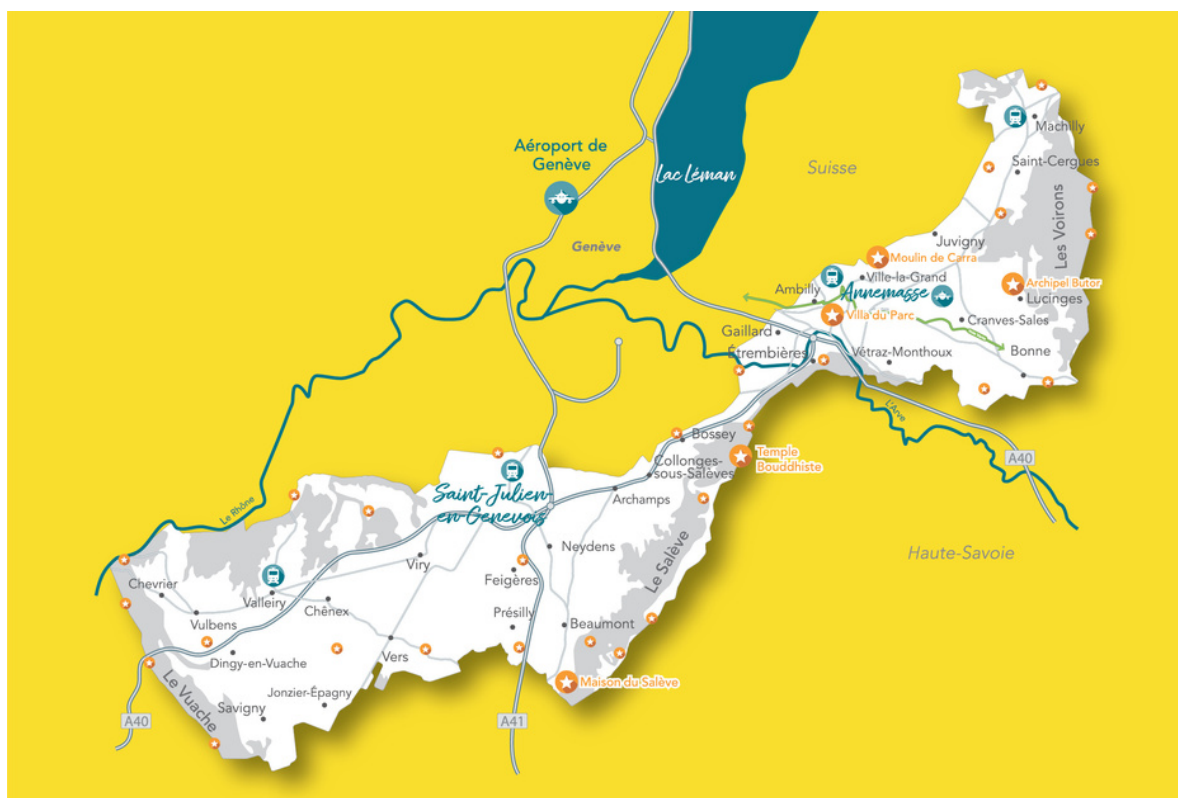 Aéroport de
Genève
Lac Léman
Suisse
Genève
Machilly
Saint-Cergues
Les Voirons
Juvigny
Moulin de Carra
Ville-la-Grand
Ambilly
Annemasse
Archipel Butor
Lucinges
Villa du Parc
Cranves-Sales
Gaillard
Étrembières
Vétraz-Monthoux
Bonne
L'Arve
A40
Bossey
Collonges-
sous-Salèves
Temple
Bouddhiste
Archamps
Saint-Julien-
en-Genevois
Le Rhône
Haute-Savoie
Neydens
Le Salève
Viry
Feigères
Chevrier
Valleiry
Chênex
Vulbens
Présilly
Beaumont
Vers
Dingy-en-Vuache
Maison du Salève
Le Vuache
Jonzier-Épagny
Savigny
A40
A41